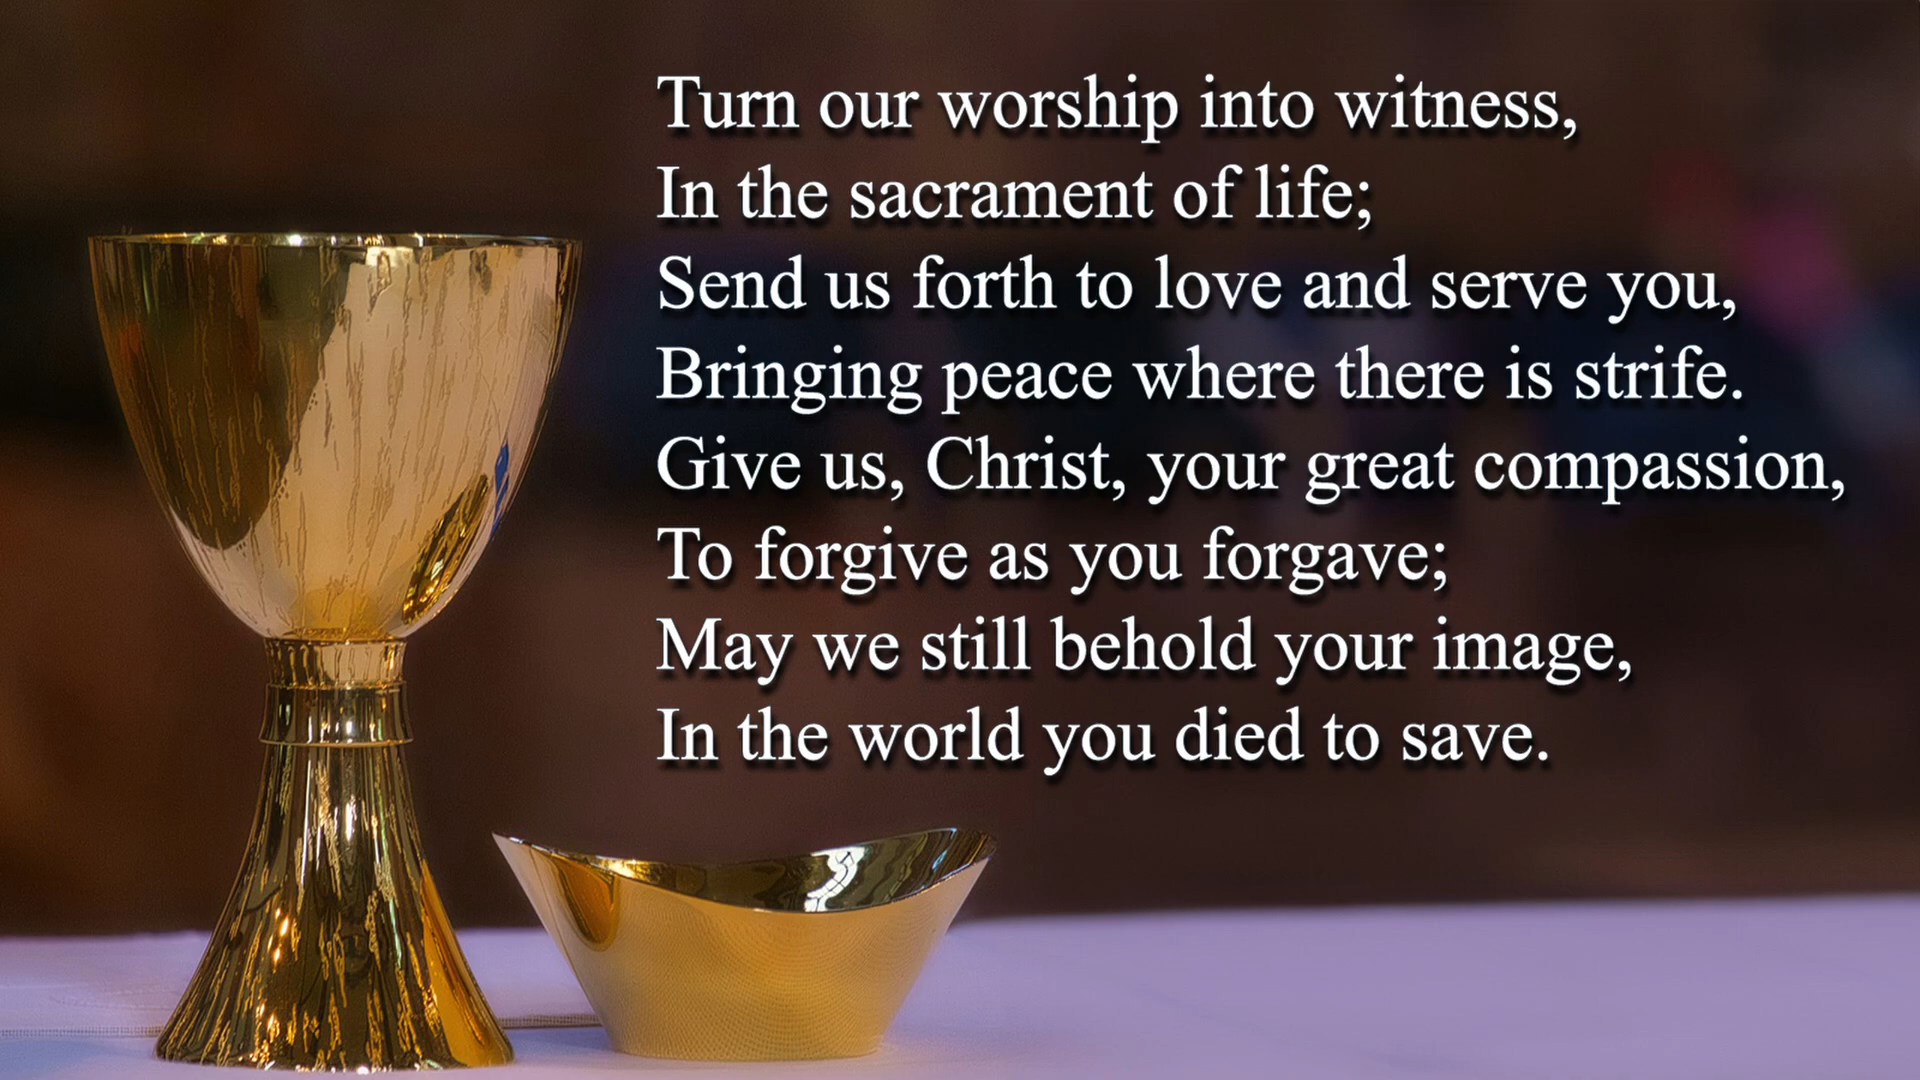 Turn our worship into witness,
In the sacrament of life;
Send us forth to love and serve you,
Bringing peace where there is strife.
Give us, Christ, your great compassion,
To forgive as you forgave;
May we still behold your image,
In the world you died to save.